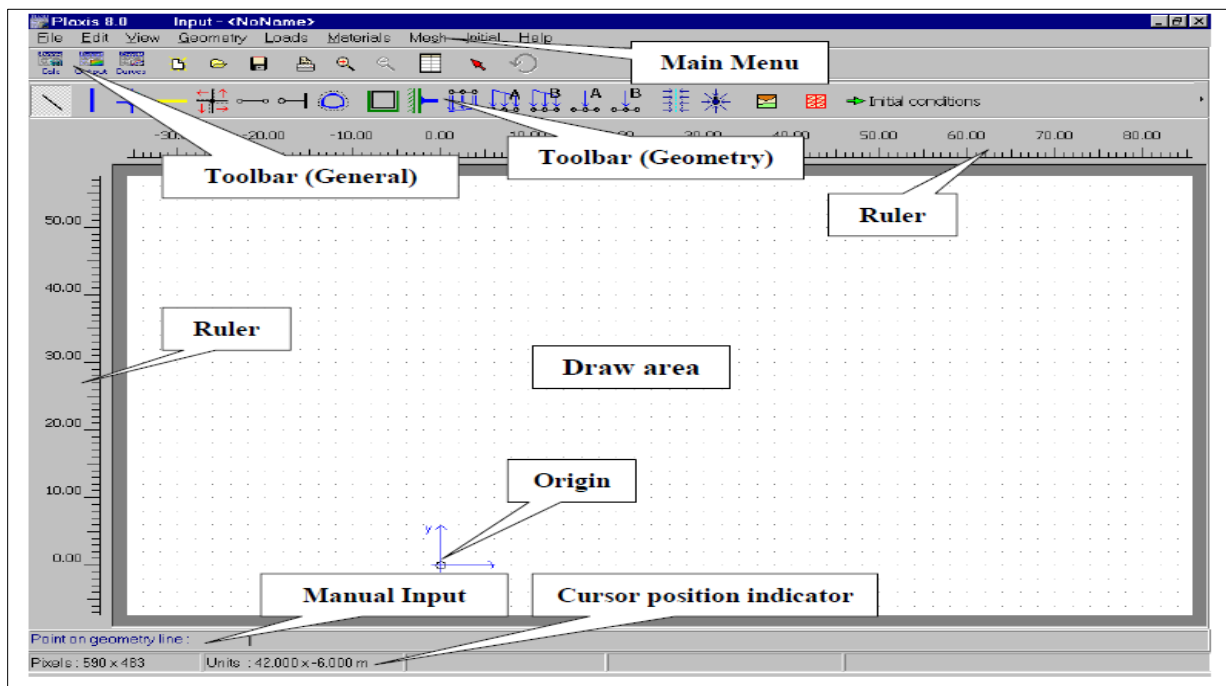 Plaxis 8.0 Input - <NoName>
File Edit View Geometry Loads Materials Mesh Initial Help
Main Menu
Calc Output Curves
A B A B Initial conditions
-20.00 -10.00 0.00 10.00 30.00 40.00 50.00 60.00 70.00 80.00
Toolbar (Geometry)
Toolbar (General)
Ruler
50.00
40.00
Ruler
30.00
Draw area
20.00
10.00
Origin
y
0.00
Manual Input
Cursor position indicator
Point on geometry line :
Pixels : 590 x 483 Units : 42.000 x -6.000 m